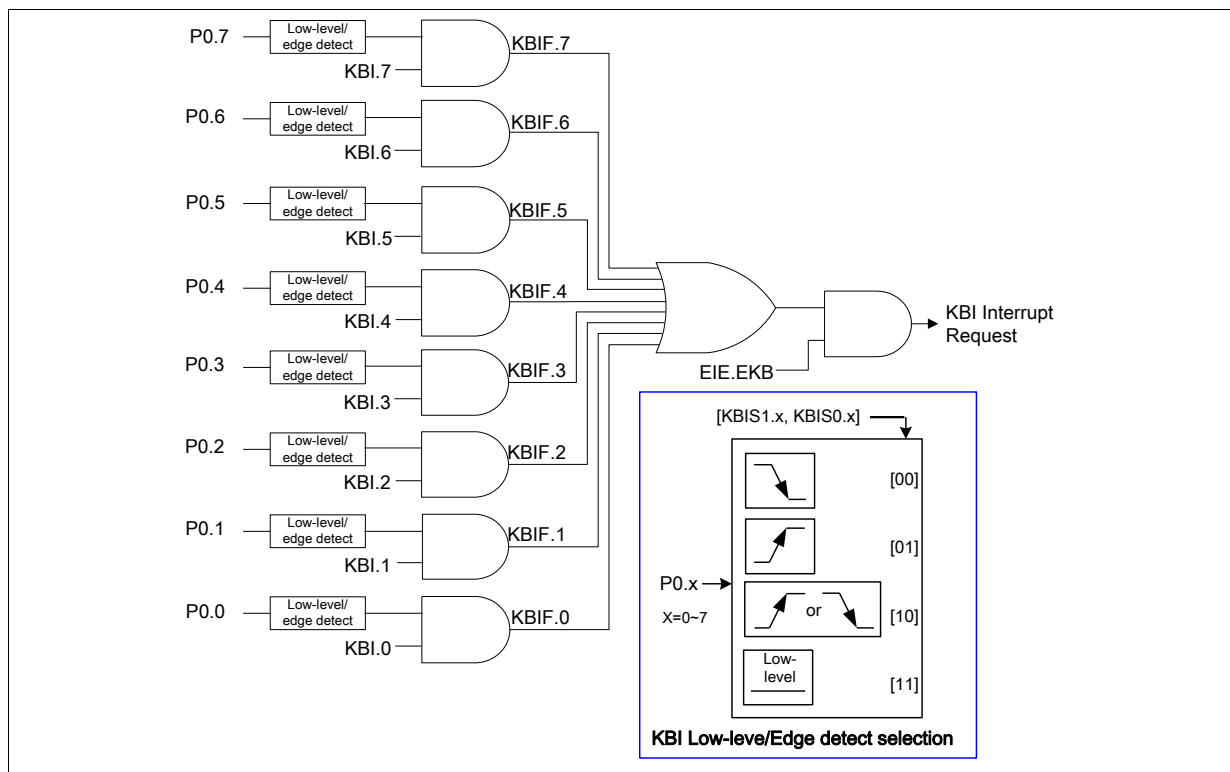 P0.7
Low-level/
edge detect
KBI.7
KBIF.7
P0.6
Low-level/
edge detect
KBI.6
KBIF.6
P0.5
Low-level/
edge detect
KBI.5
KBIF.5
P0.4
Low-level/
edge detect
KBI.4
KBIF.4
P0.3
Low-level/
edge detect
KBI.3
KBIF.3
P0.2
Low-level/
edge detect
KBI.2
KBIF.2
P0.1
Low-level/
edge detect
KBI.1
KBIF.1
P0.0
Low-level/
edge detect
KBI.0
KBIF.0
EIE.EKB
KBI Interrupt
Request
[KBIS1.x, KBIS0.x]
[00]
[01]
P0.x
X=0~7
or
[10]
Low-
level
[11]
KBI Low-leve/Edge detect selection